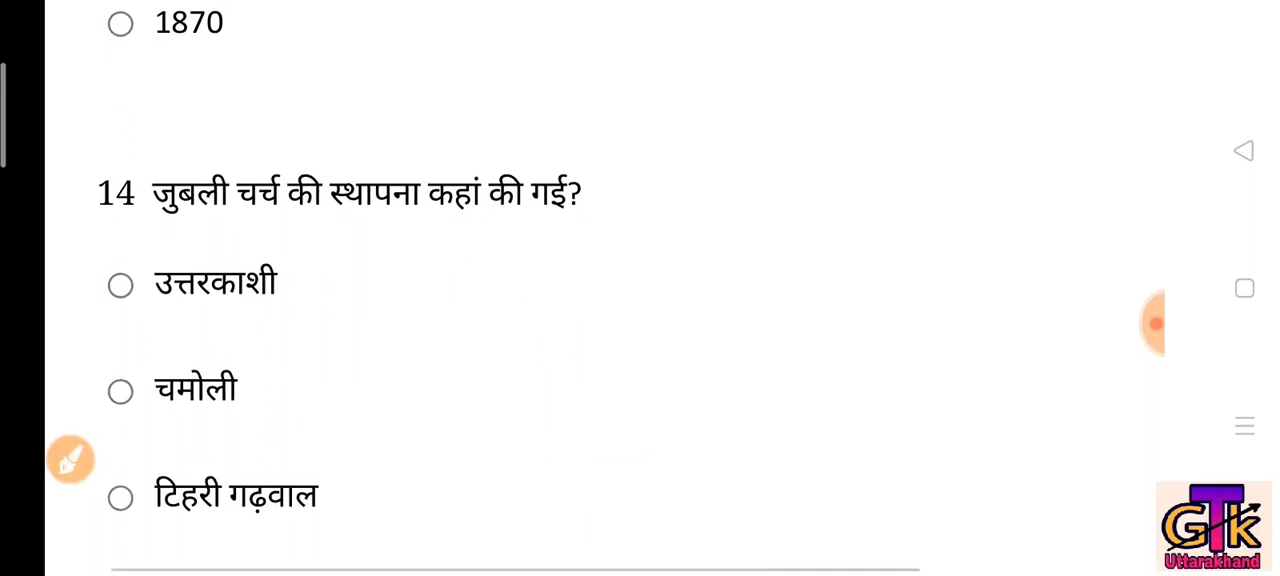 1870
14 जुबली चर्च की स्थापना कहां की गई?
उत्तरकाशी
चमोली
टिहरी गढ़वाल
GTK
Uttarakhand